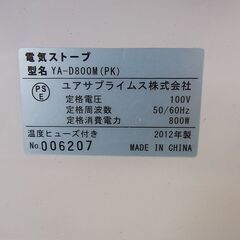 電気ストーブ
型名 YA-D800M(PK)
PS
E
ユアサプライムス株式会社
定格電圧 100V
定格周波数 50/60Hz
定格消費電力 800W
温度ヒューズ付き 2012年製
No.006207 MADE IN CHINA